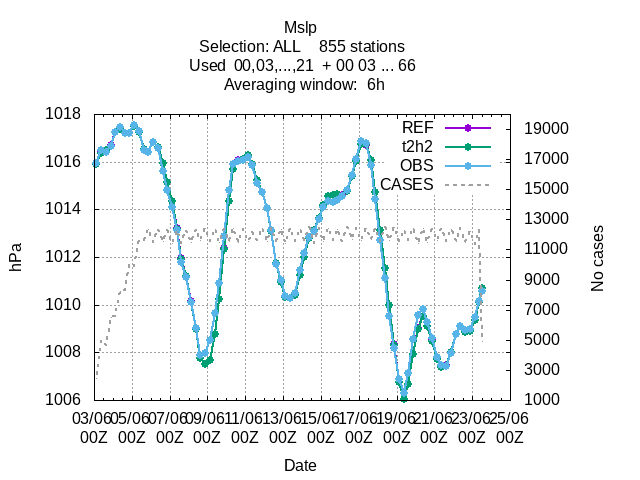 Mslp
Selection: ALL    855 stations
Used  00,03,...,21  + 00 03 ... 66
Averaging window:  6h
1018
1016
1014
1012
1010
1008
1006
hPa
REF
t2h2
OBS
CASES
19000
17000
15000
13000
11000
9000
7000
5000
3000
1000
No cases
03/06 05/06 07/06 09/06 11/06 13/06 15/06 17/06 19/06 21/06 23/06 25/06
00Z 00Z 00Z 00Z 00Z 00Z 00Z 00Z 00Z 00Z 00Z 00Z
Date